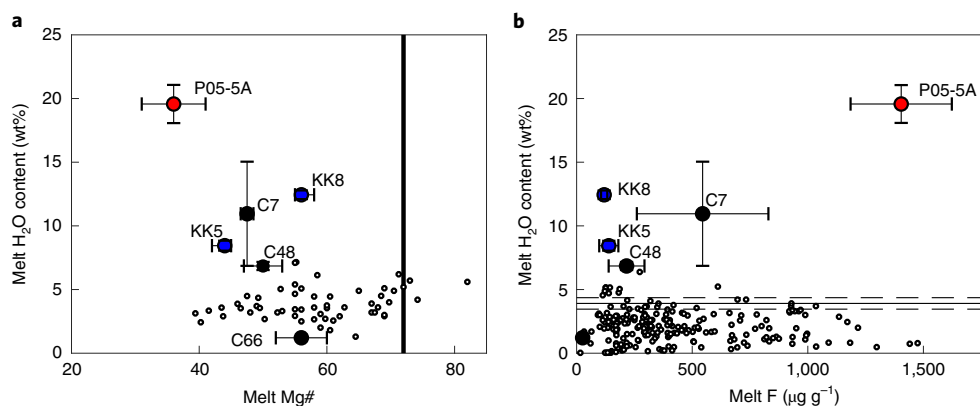 a
Melt H2O content (wt%)
25
20
15
10
5
0
P05-5A
KK8
C7
KK5
C48
C66
20
40
60
80
Melt Mg#
b
Melt H2O content (wt%)
25
20
15
10
5
0
P05-5A
KK8
C7
KK5
C48
0
500
1,000
1,500
Melt F (μg g−1)